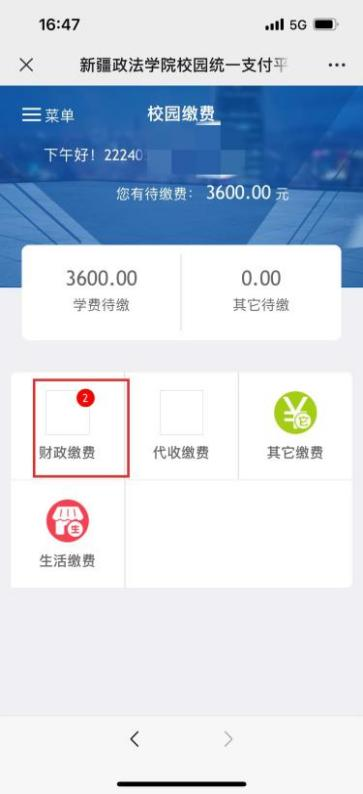 16:47 5G
新疆政法学院校园统一支付平
菜单 校园缴费
下午好！22240
您有待缴费： 3600.00 元
3600.00 0.00
学费待缴 其它待缴
2
财政缴费 代收缴费 其它缴费
生
生活缴费